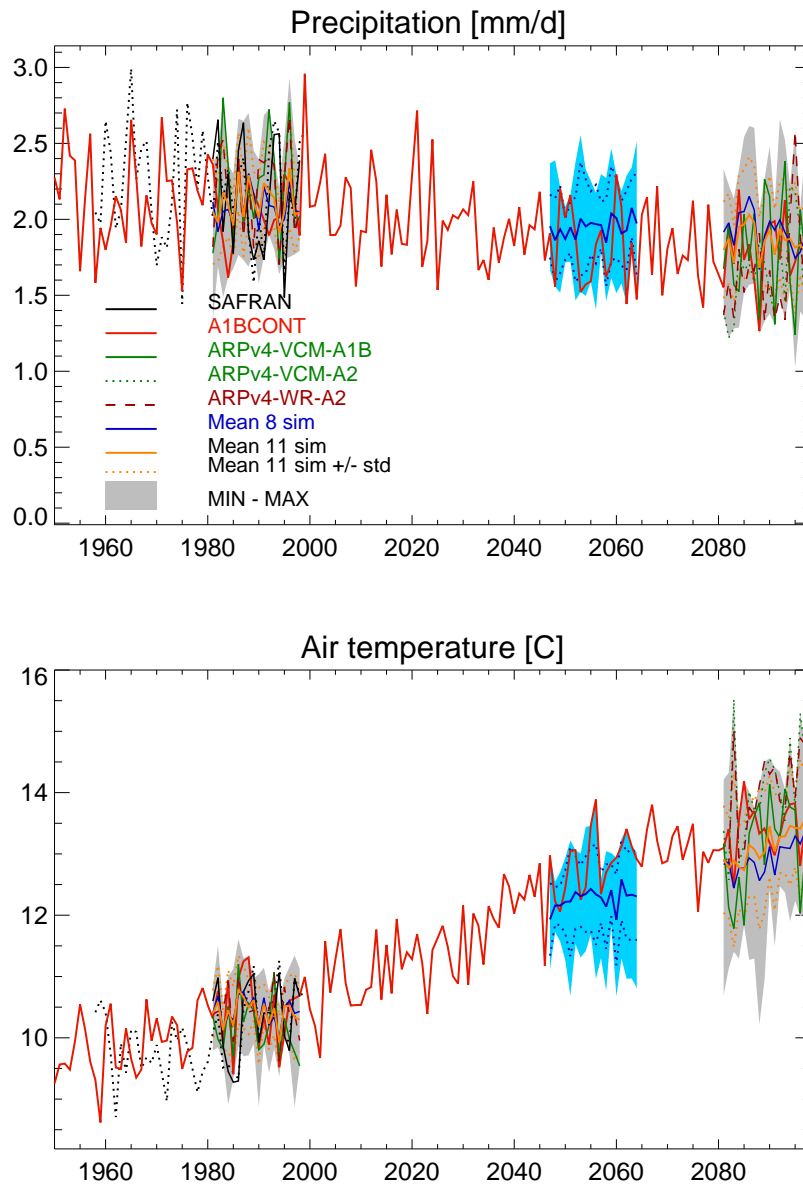 Precipitation [mm/d]
3.0
2.5
2.0
1.5
1.0
0.5
0.0
SAFRAN
A1BCONT
ARPv4-VCM-A1B
ARPv4-VCM-A2
ARPv4-WR-A2
Mean 8 sim
Mean 11 sim
Mean 11 sim +/- std
MIN - MAX
1960 1980 2000 2020 2040 2060 2080
Air temperature [C]
16
14
12
10
1960 1980 2000 2020 2040 2060 2080